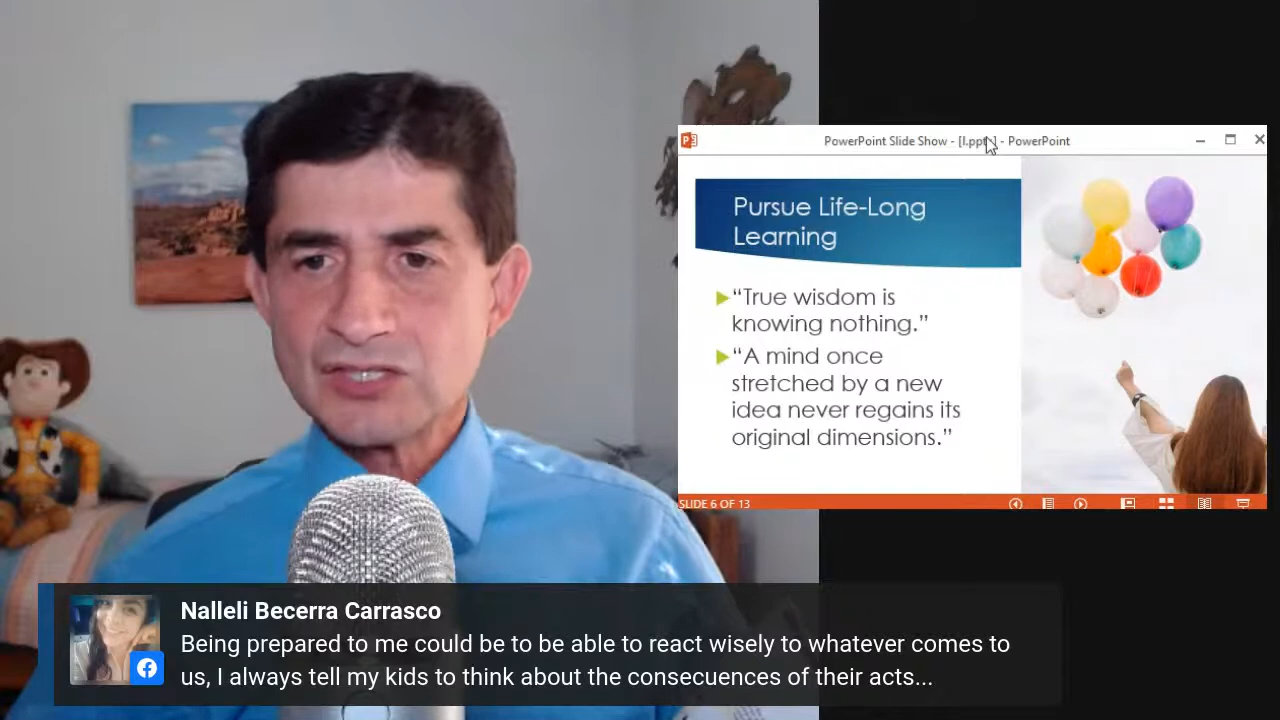 PowerPoint Slide Show - [l.pptx] - PowerPoint
Pursue Life-Long
Learning
“True wisdom is
knowing nothing.”
“A mind once
stretched by a new
idea never regains its
original dimensions.”
SLIDE 6 OF 13
Nalleli Becerra Carrasco
Being prepared to me could be to be able to react wisely to whatever comes to
us, I always tell my kids to think about the consecuences of their acts...